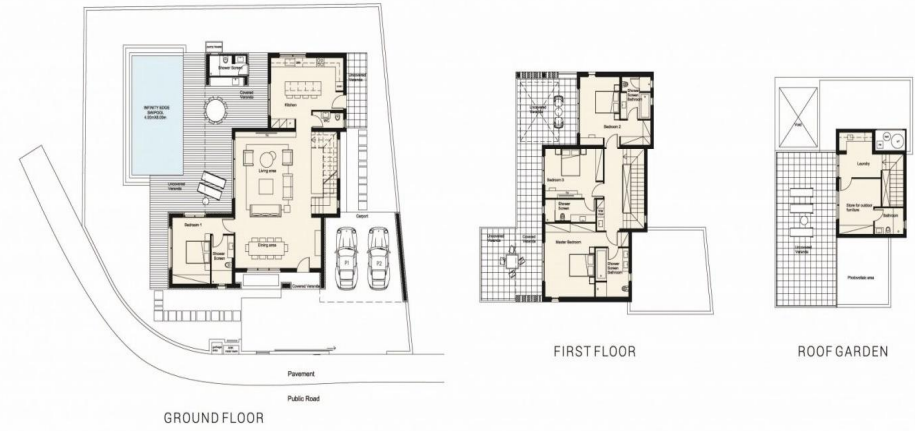 Shower Screen
Covered
Veranda
Kitchen
Uncovered
Veranda
INFINITY EDGE
SWIPOOL
Living area
Uncovered
Veranda
Bedroom 1
Shower
Screen
Dining area
Carport
P1
P2
Covered Veranda
Pavement
Public Road
GROUND FLOOR
Uncovered
Veranda
Shower
Screen
Bathroom
Bedroom 2
Bedroom 3
Shower
Screen
Uncovered
Veranda
Covered
Veranda
Master Bedroom
Shower
Screen
Bathroom
FIRST FLOOR
Void
Laundry
Store for outdoor
furniture
Bathroom
Uncovered
Veranda
Photovoltaic area
ROOF GARDEN